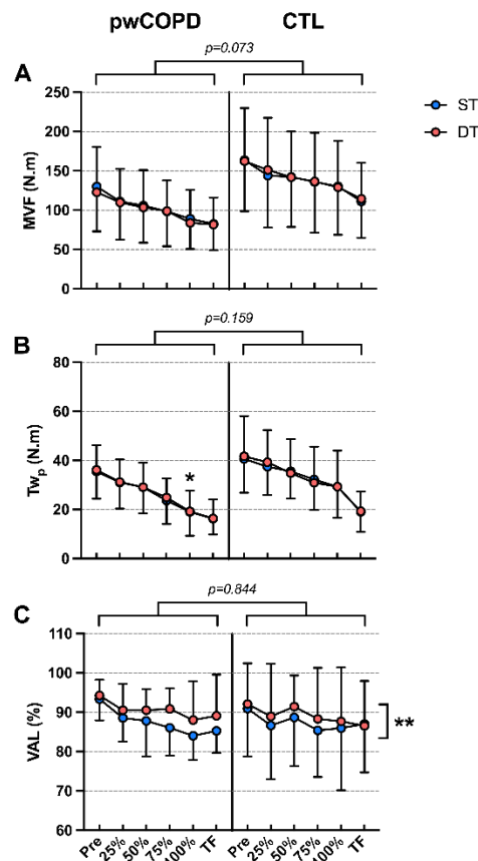 pwCOPD CTL
p=0.073
A
ST
DT
MVF (N.m)
250
200
150
100
50
0
p=0.159
B
Twp (N.m)
80
60
40
20
0
*
p=0.844
C
VAL (%)
110
100
90
80
70
60
**
Pre 25% 50% 75% 100% TF Pre 25% 50% 75% 100% TF